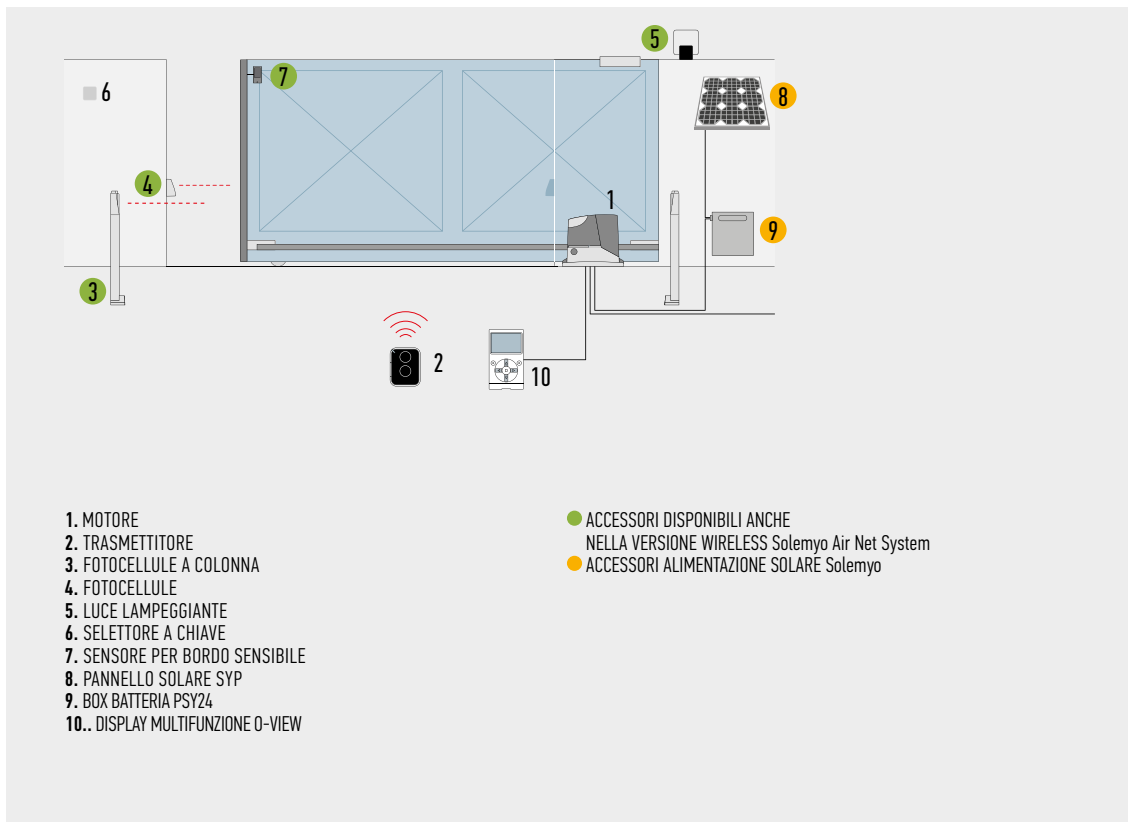 5
7
6
8
4
1
9
3
2
10
1. MOTORE
2. TRASMETTITORE
3. FOTOCELLULE A COLONNA
4. FOTOCELLULE
5. LUCE LAMPEGGIANTE
6. SELETTORE A CHIAVE
7. SENSORE PER BORDO SENSIBILE
8. PANNELLO SOLARE SYP
9. BOX BATTERIA PSY24
10.. DISPLAY MULTIFUNZIONE O-VIEW
ACCESSORI DISPONIBILI ANCHE
NELLA VERSIONE WIRELESS Solemyo Air Net System
ACCESSORI ALIMENTAZIONE SOLARE Solemyo